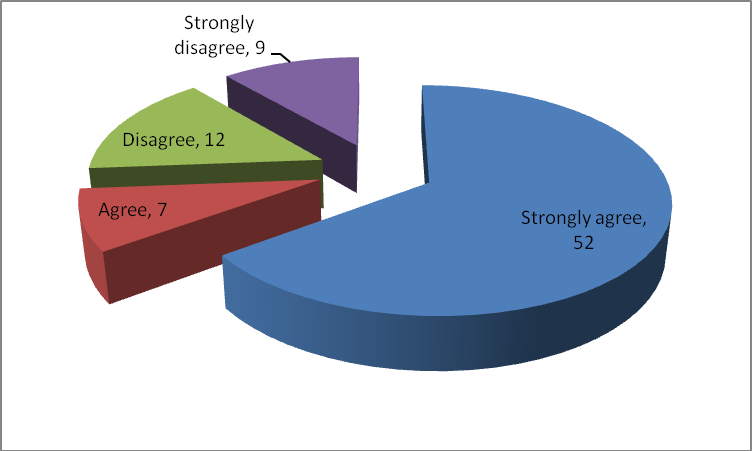 Strongly
disagree, 9
Disagree, 12
Agree, 7
Strongly agree,
52